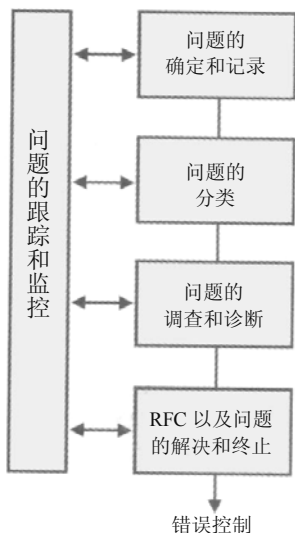 问题的跟踪和监控
问题的
确定和记录
问题的
分类
问题的
调查和诊断
RFC 以及问题
的解决和终止
错误控制